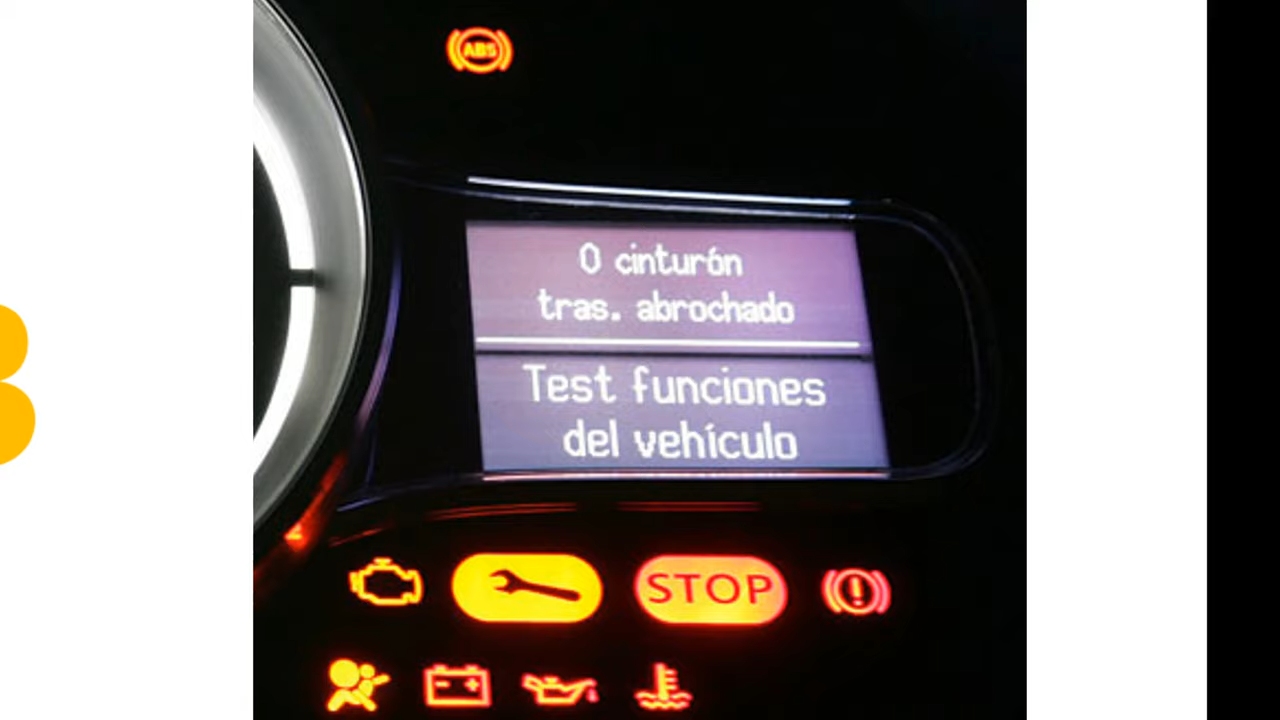 ABS
0 cinturón
tras. abrochado
Test funciones
del vehículo
STOP